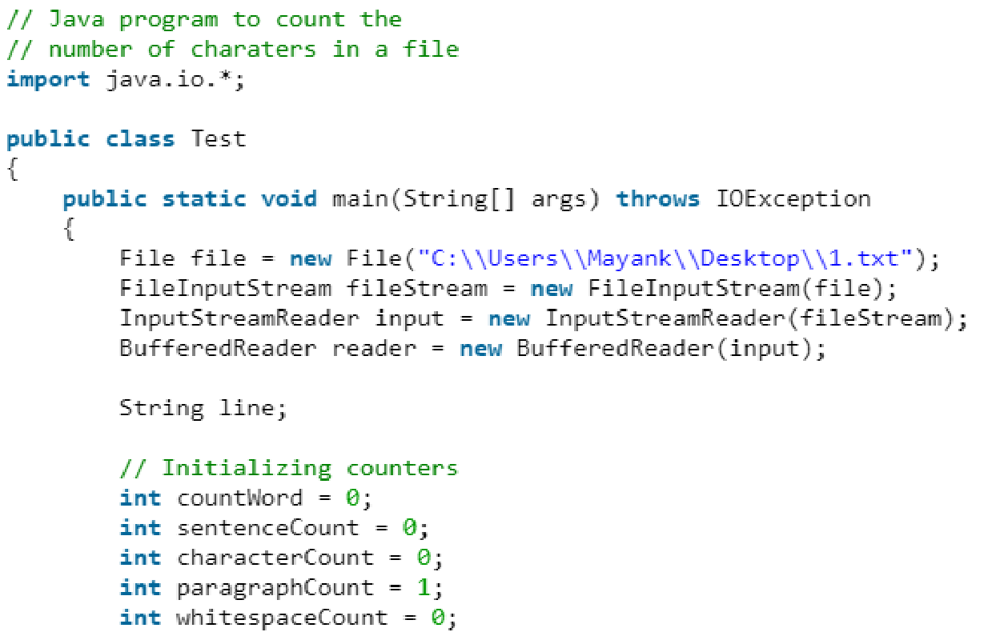 // Java program to count the
// number of charaters in a file
import java.io.*;
public class Test
{
    public static void main(String[] args) throws IOException
    {
        File file = new File("C:\\Users\\Mayank\\Desktop\\1.txt");
        FileInputStream fileStream = new FileInputStream(file);
        InputStreamReader input = new InputStreamReader(fileStream);
        BufferedReader reader = new BufferedReader(input);
        String line;
        // Initializing counters
        int countWord = 0;
        int sentenceCount = 0;
        int characterCount = 0;
        int paragraphCount = 1;
        int whitespaceCount = 0;